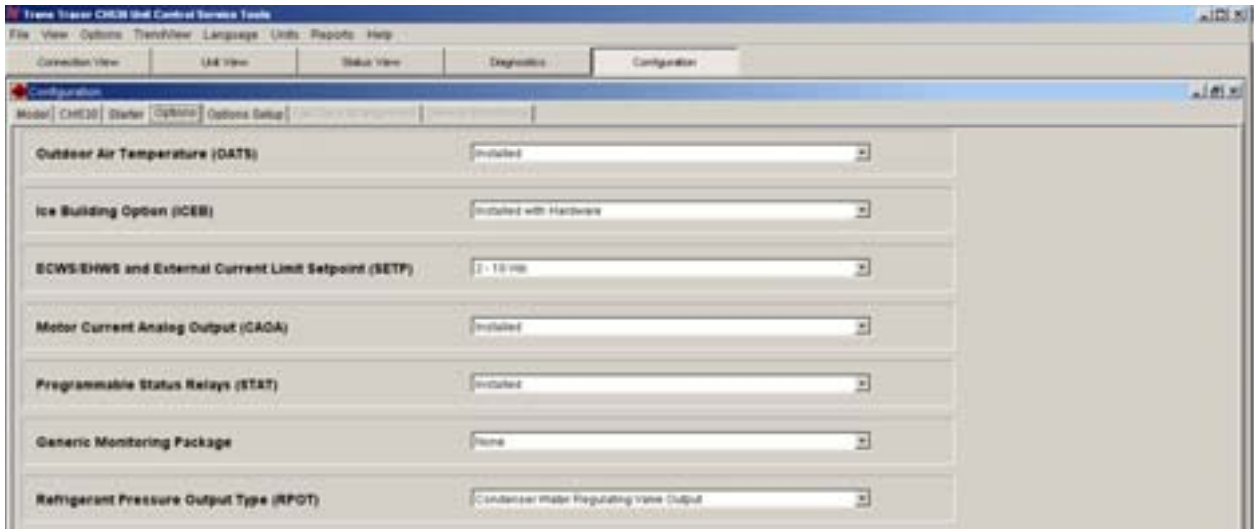 Trane Tracer CH530 Unit Control Service Tools
File View Options TrendView Language Units Reports Help
Connection View Unit View Status View Diagnostics Configuration
Configuration
Model CH530 Starter Options Options Setup
Outdoor Air Temperature (OATS) Installed
Ice Building Option (ICEB) Installed with Hardware
ECWS/EHWS and External Current Limit Setpoint (SETP) 2 - 10 Vdc
Motor Current Analog Output (CAOA) Installed
Programmable Status Relays (STAT) Installed
Generic Monitoring Package None
Refrigerant Pressure Output Type (RPOT) Condenser Water Regulating Valve Output